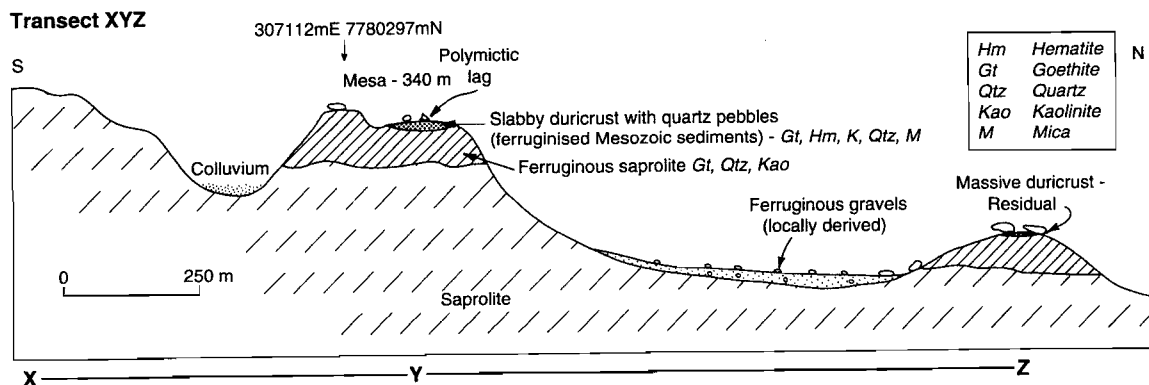 Transect XYZ
307112mE 7780297mN
S
N
Mesa - 340 m
Polymictic
lag
Hm Hematite
Gt Goethite
Qtz Quartz
Kao Kaolinite
M Mica
Slabby duricrust with quartz pebbles
(ferruginised Mesozoic sediments) - Gt, Hm, K, Qtz, M
Colluvium
Ferruginous saprolite Gt, Qtz, Kao
Massive duricrust -
Residual
Ferruginous gravels
(locally derived)
0 250 m
Saprolite
X Y Z